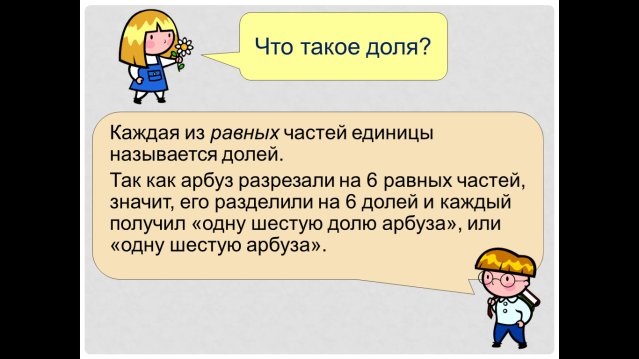 Что такое доля?
Каждая из равных частей единицы
называется долей.
Так как арбуз разрезали на 6 равных частей,
значит, его разделили на 6 долей и каждый
получил «одну шестую долю арбуза», или
«одну шестую арбуза».